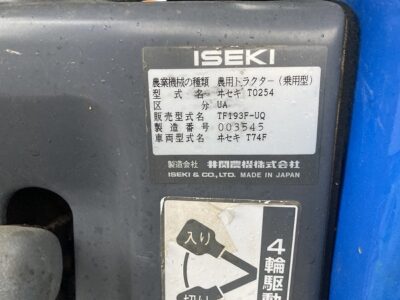 ISEKI
農業機械の種類 農用トラクター(乗用型)
型式名 ヰセキ T0254
区分 UA
販売型式名 TF193F-UQ
製造番号 003545
車両型式名 ヰセキ T74F
製造会社 井関農機株式会社
ISEKI & CO., LTD. MADE IN JAPAN
入り
切り
4輪駆動